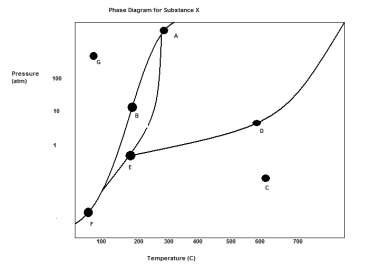 Phase Diagram for Substance X
A
G
Pressure
(atm)
100
B
10
D
1
E
C
F
100 200 300 400 500 600 700
Temperature (C)